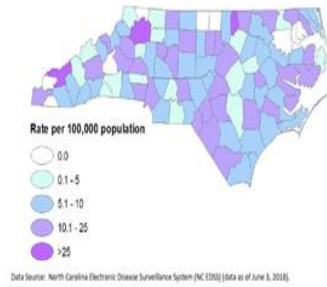 Rate per 100,000 population
0.0
0.1 - 5
5.1 - 10
10.1 - 25
>25
Data Source: North Carolina Electronic Disease Surveillance System (NC EDSS) (data as of June 3, 2018).